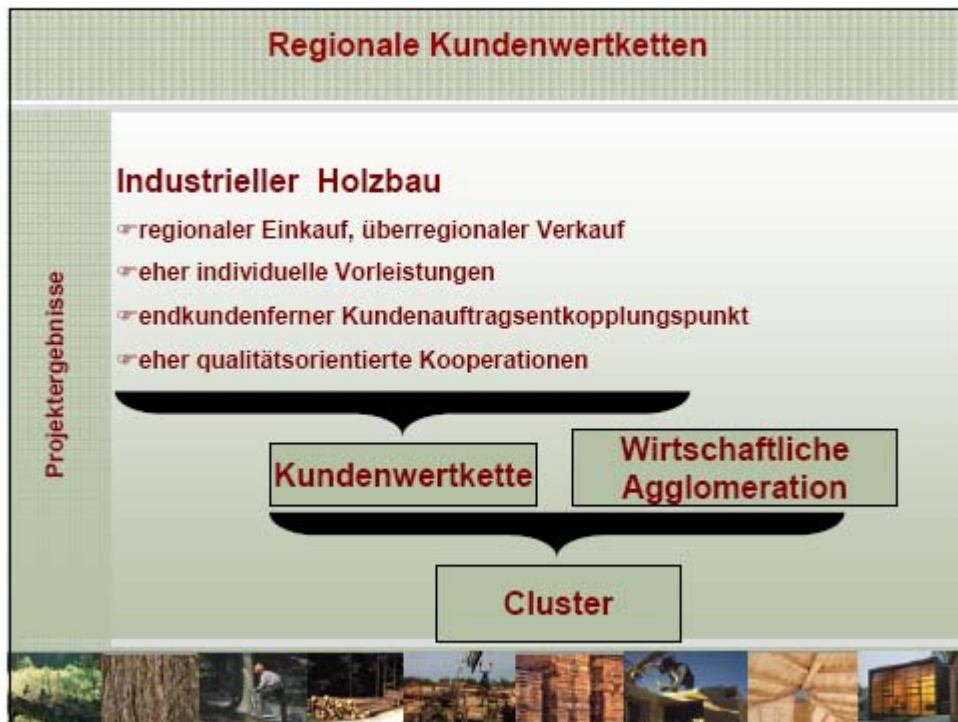 Regionale Kundenwertketten
Projektergebnisse
Industrieller Holzbau
☞regionaler Einkauf, überregionaler Verkauf
☞eher individuelle Vorleistungen
☞endkundenferner Kundenauftragsentkopplungspunkt
☞eher qualitätsorientierte Kooperationen
Kundenwertkette
Wirtschaftliche
Agglomeration
Cluster